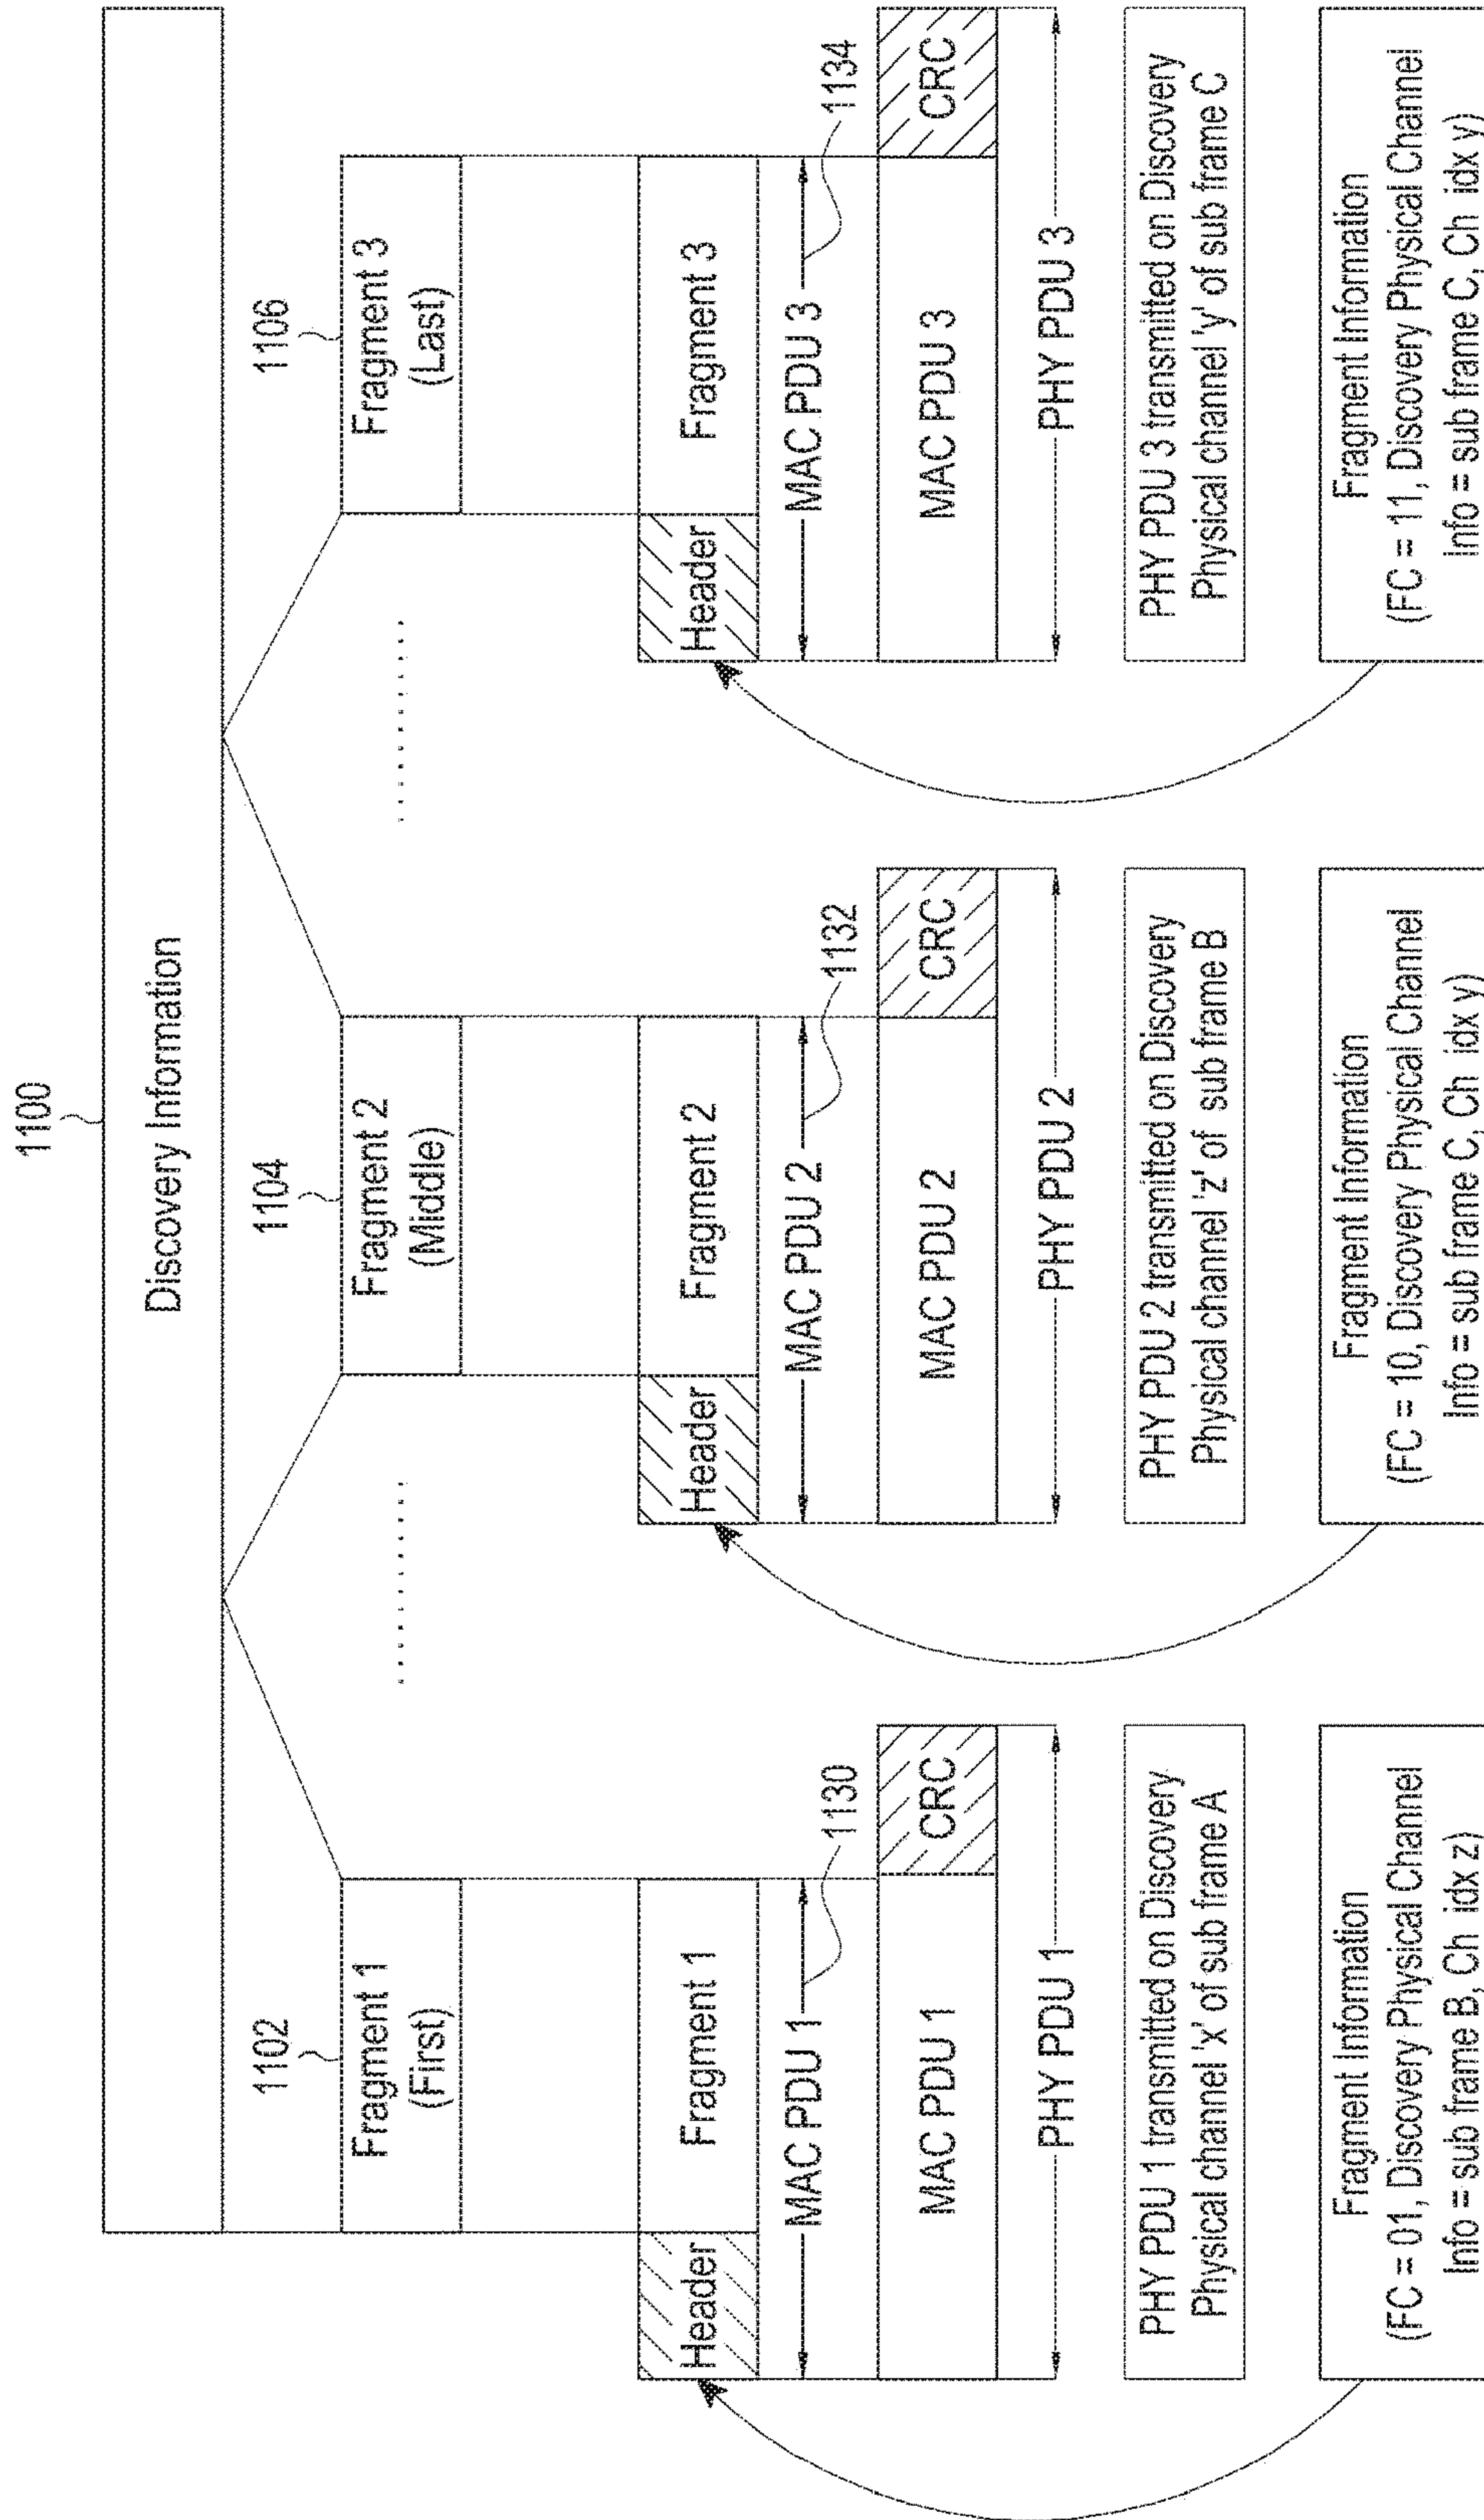 1100
Discovery Information
1102
1104
1106
Fragment 1
(First)
Fragment 2
(Middle)
Fragment 3
(Last)
..........
..........
Header
Fragment 1
Header
Fragment 2
Header
Fragment 3
MAC PDU 1
1130
MAC PDU 2
1132
MAC PDU 3
1134
MAC PDU 1
CRC
MAC PDU 2
CRC
MAC PDU 3
CRC
PHY PDU 1
PHY PDU 2
PHY PDU 3
PHY PDU 1 transmitted on Discovery
Physical channel 'x' of sub frame A
PHY PDU 2 transmitted on Discovery
Physical channel 'z' of sub frame B
PHY PDU 3 transmitted on Discovery
Physical channel 'y' of sub frame C
Fragment Information
(FC = 01, Discovery Physical Channel
Info = sub frame B, Ch idx z)
Fragment Information
(FC = 10, Discovery Physical Channel
Info = sub frame C, Ch idx y)
Fragment Information
(FC = 11, Discovery Physical Channel
Info = sub frame C, Ch idx y)